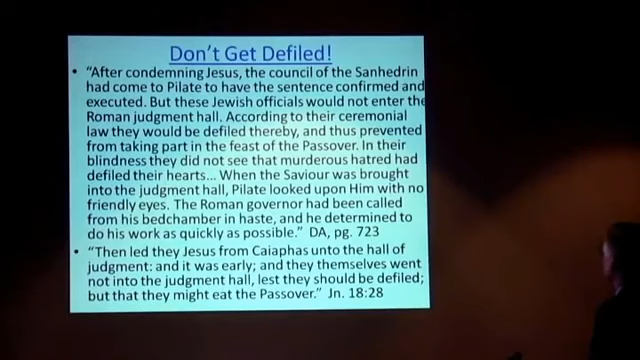 Don't Get Defiled!
• “After condemning Jesus, the council of the Sanhedrin
had come to Pilate to have the sentence confirmed and
executed. But these Jewish officials would not enter the
Roman judgment hall. According to their ceremonial
law they would be defiled thereby, and thus prevented
from taking part in the feast of the Passover. In their
blindness they did not see that murderous hatred had
defiled their hearts... When the Saviour was brought
into the judgment hall, Pilate looked upon Him with no
friendly eyes. The Roman governor had been called
from his bedchamber in haste, and he determined to
do his work as quickly as possible.” DA, pg. 723
• “Then led they Jesus from Caiaphas unto the hall of
judgment: and it was early; and they themselves went
not into the judgment hall, lest they should be defiled;
but that they might eat the Passover.” Jn. 18:28